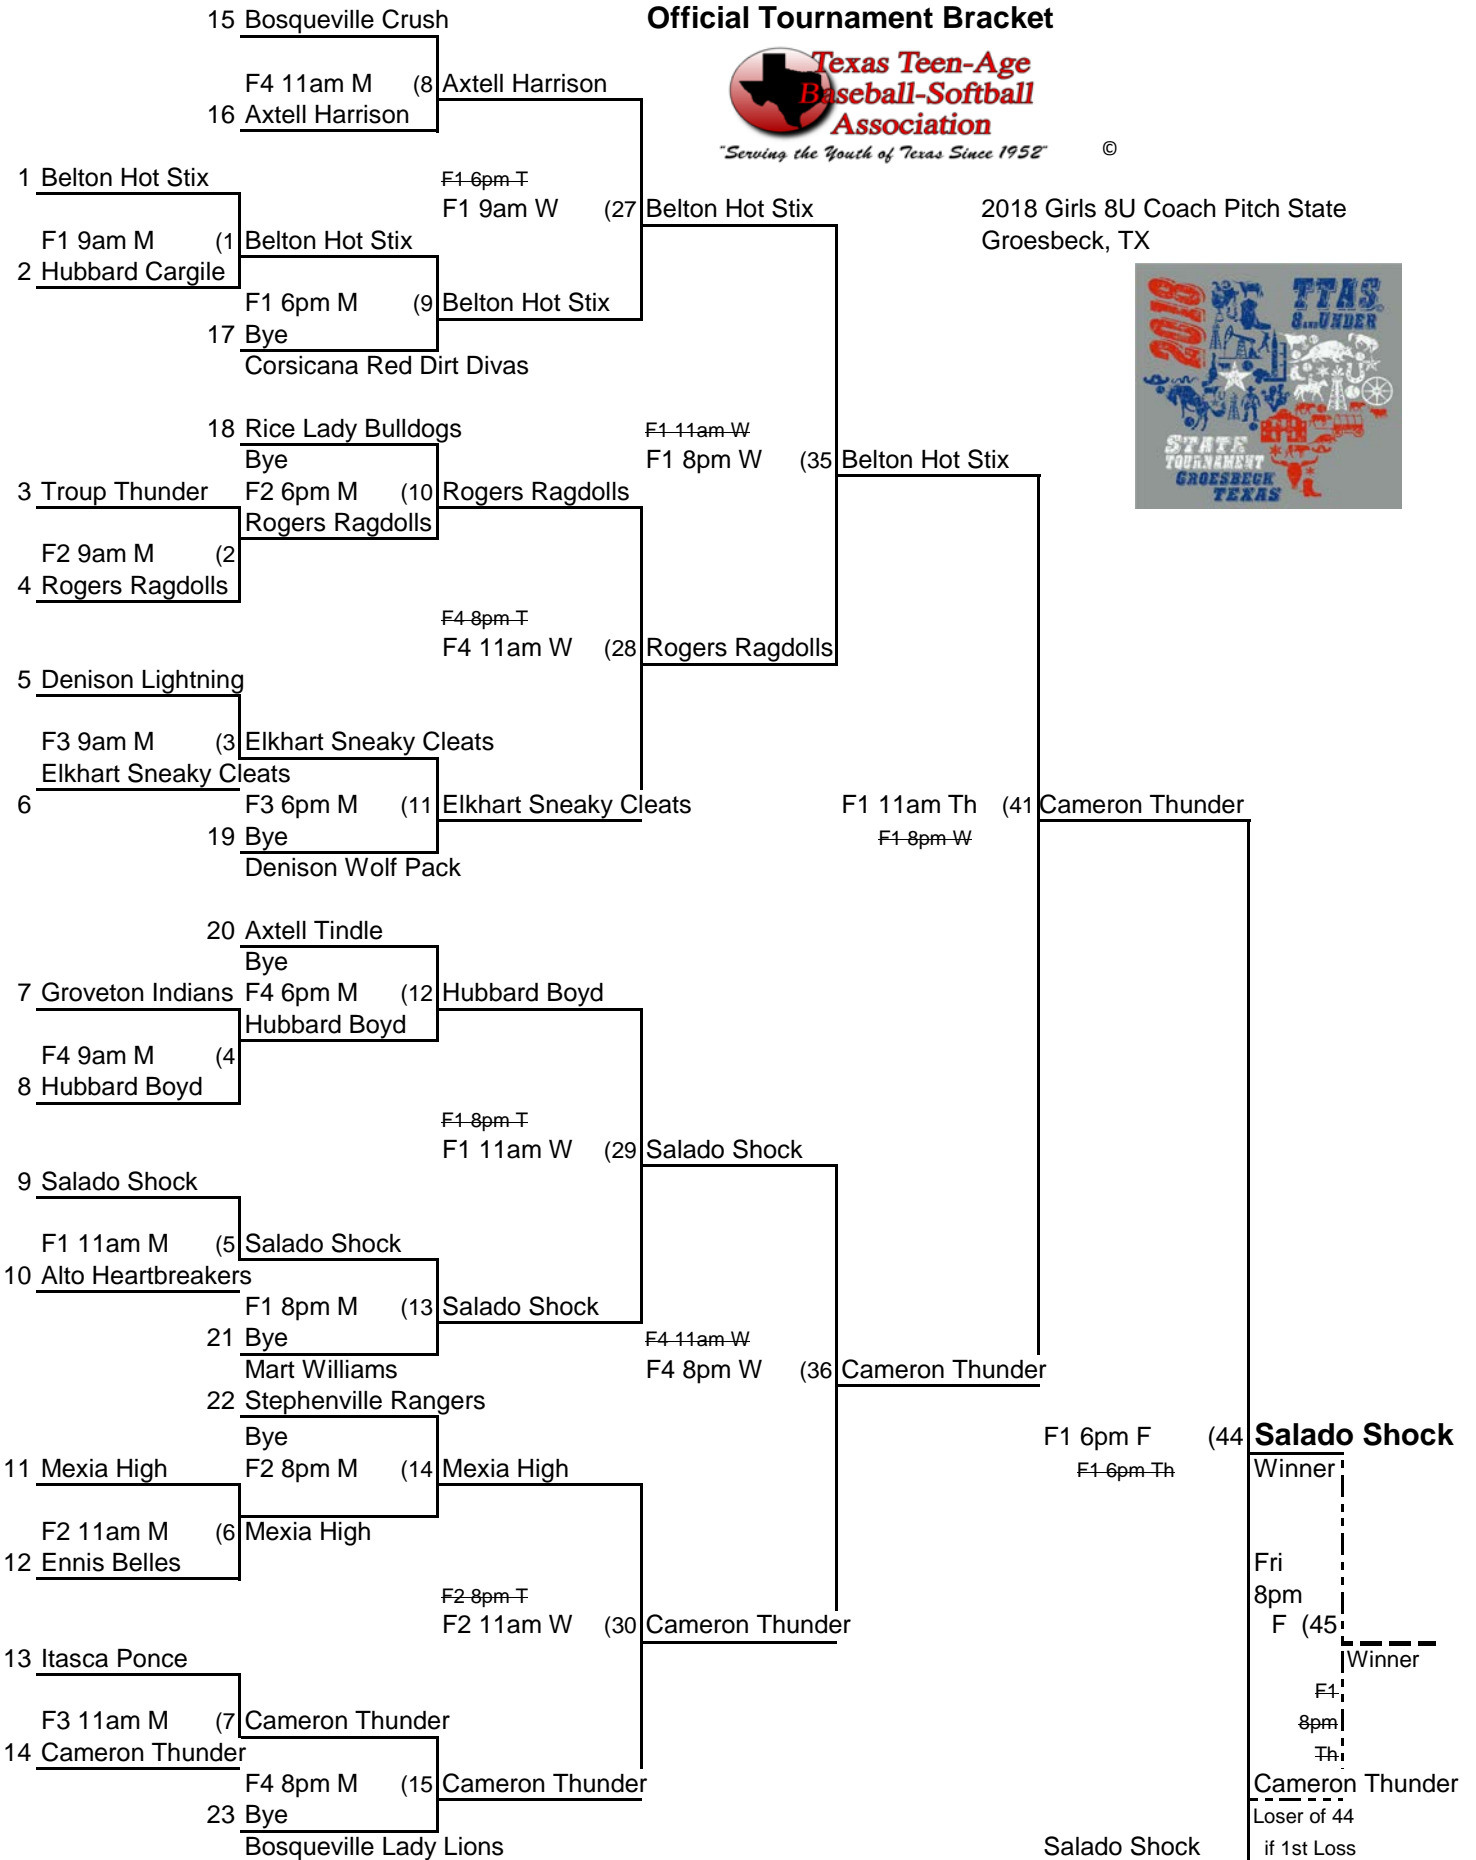 15 Bosqueville Crush
Official Tournament Bracket
Texas Teen-Age
Baseball-Softball
Association
"Serving the Youth of Texas Since 1952"
©
F4 11am M (8 Axtell Harrison
16 Axtell Harrison
1 Belton Hot Stix
F1 6pm T
F1 9am W (27 Belton Hot Stix
2018 Girls 8U Coach Pitch State
Groesbeck, TX
F1 9am M (1 Belton Hot Stix
2 Hubbard Cargile
F1 6pm M (9 Belton Hot Stix
17 Bye
Corsicana Red Dirt Divas
2018
TTAS
8 and UNDER
STATE
TOURNAMENT
GROESBECK
TEXAS
18 Rice Lady Bulldogs
F1 11am W
Bye
F1 8pm W (35 Belton Hot Stix
3 Troup Thunder F2 6pm M (10 Rogers Ragdolls
Rogers Ragdolls
F2 9am M (2
4 Rogers Ragdolls
F4 8pm T
F4 11am W (28 Rogers Ragdolls
5 Denison Lightning
F3 9am M (3 Elkhart Sneaky Cleats
Elkhart Sneaky Cleats
6 F3 6pm M (11 Elkhart Sneaky Cleats F1 11am Th (41 Cameron Thunder
19 Bye F1 8pm W
Denison Wolf Pack
20 Axtell Tindle
Bye
7 Groveton Indians F4 6pm M (12 Hubbard Boyd
Hubbard Boyd
F4 9am M (4
8 Hubbard Boyd
F1 8pm T
F1 11am W (29 Salado Shock
9 Salado Shock
F1 11am M (5 Salado Shock
10 Alto Heartbreakers
F1 8pm M (13 Salado Shock
21 Bye F4 11am W
Mart Williams F4 8pm W (36 Cameron Thunder
22 Stephenville Rangers
Bye F1 6pm F (44 Salado Shock
11 Mexia High F2 8pm M (14 Mexia High F1 6pm Th Winner
F2 11am M (6 Mexia High
12 Ennis Belles Fri
F2 8pm T 8pm
F2 11am W (30 Cameron Thunder F (45
13 Itasca Ponce Winner
F1
F3 11am M (7 Cameron Thunder 8pm
14 Cameron Thunder Th
F4 8pm M (15 Cameron Thunder Cameron Thunder
23 Bye Loser of 44
Bosqueville Lady Lions Salado Shock if 1st Loss